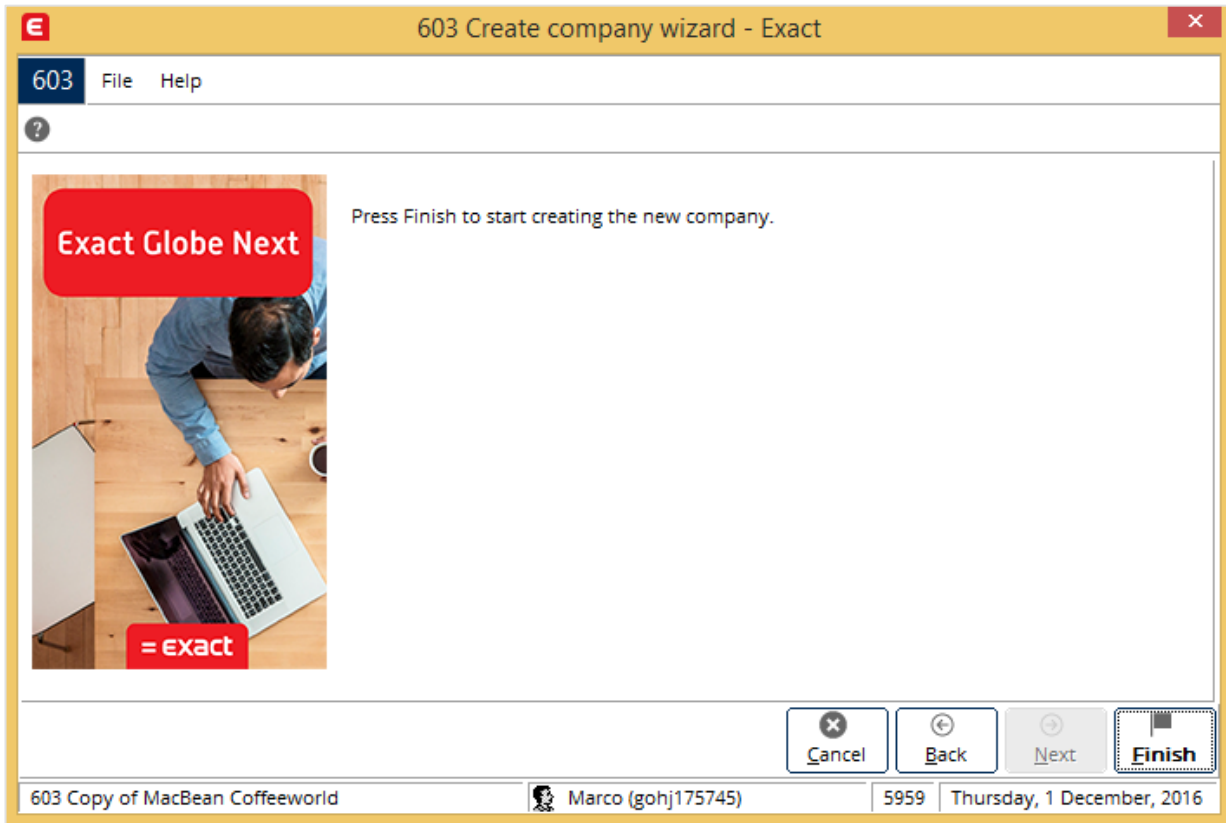 603 Create company wizard - Exact
603 File Help
Exact Globe Next
Press Finish to start creating the new company.
= exact
Cancel Back Next Finish
603 Copy of MacBean Coffeeworld Marco (gohj175745) 5959 Thursday, 1 December, 2016